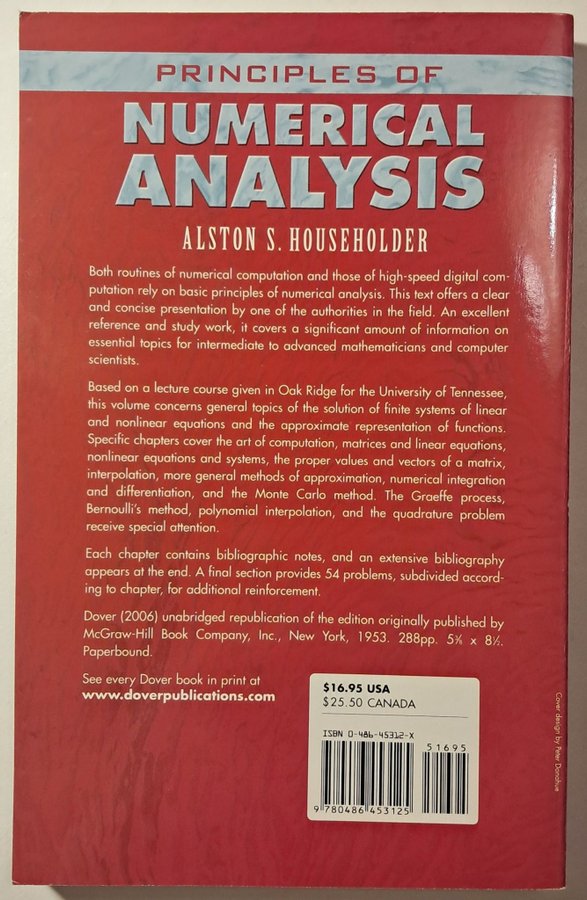 PRINCIPLES OF
NUMERICAL
ANALYSIS
ALSTON S. HOUSEHOLDER
Both routines of numerical computation and those of high-speed digital com-
putation rely on basic principles of numerical analysis. This text offers a clear
and concise presentation by one of the authorities in the field. An excellent
reference and study work, it covers a significant amount of information on
essential topics for intermediate to advanced mathematicians and computer
scientists.
Based on a lecture course given in Oak Ridge for the University of Tennessee,
this volume concerns general topics of the solution of finite systems of linear
and nonlinear equations and the approximate representation of functions.
Specific chapters cover the art of computation, matrices and linear equations,
nonlinear equations and systems, the proper values and vectors of a matrix,
interpolation, more general methods of approximation, numerical integration
and differentiation, and the Monte Carlo method. The Graeffe process,
Bernoulli's method, polynomial interpolation, and the quadrature problem
receive special attention.
Each chapter contains bibliographic notes, and an extensive bibliography
appears at the end. A final section provides 54 problems, subdivided accord-
ing to chapter, for additional reinforcement.
Dover (2006) unabridged republication of the edition originally published by
McGraw-Hill Book Company, Inc., New York, 1953. 288pp. 5⅜ x 8½.
Paperbound.
See every Dover book in print at
www.doverpublications.com
$16.95 USA
$25.50 CANADA
ISBN 0-486-45312-X
51695
9 780486 453125
Cover design by Peter Donahue